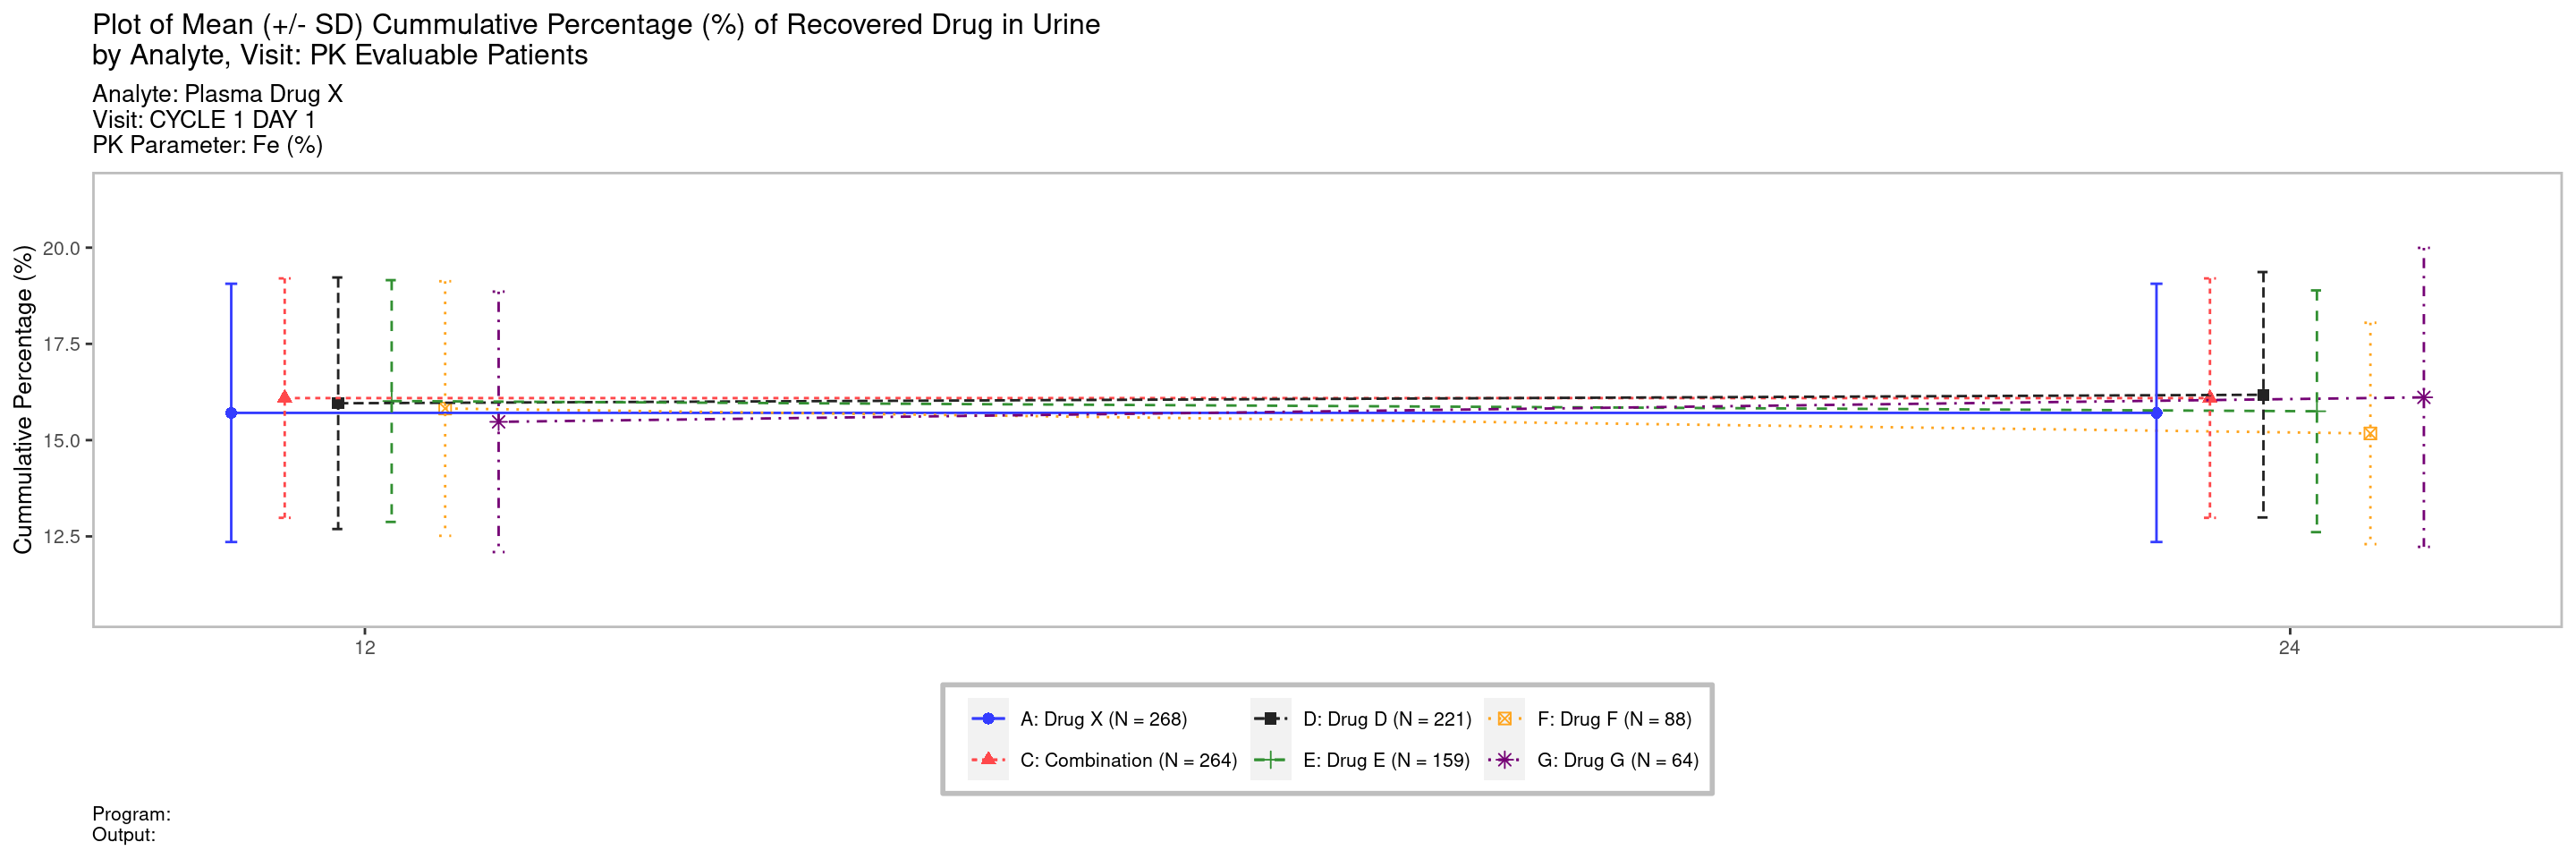 Plot of Mean (+/- SD) Cummulative Percentage (%) of Recovered Drug in Urine
by Analyte, Visit: PK Evaluable Patients
Analyte: Plasma Drug X
Visit: CYCLE 1 DAY 1
PK Parameter: Fe (%)
Cummulative Percentage (%)
20.0
17.5
15.0
12.5
12
24
A: Drug X (N = 268)
D: Drug D (N = 221)
F: Drug F (N = 88)
C: Combination (N = 264)
E: Drug E (N = 159)
G: Drug G (N = 64)
Program:
Output: